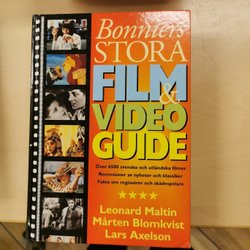 Bonniers
STORA
FILM
& VIDEO
GUIDE
Över 6500 svenska och utländska filmer
Recensioner av nyheter och klassiker
Fakta om regissörer och skådespelare
★★★★
Leonard Maltin
Mårten Blomkvist
Lars Axelson